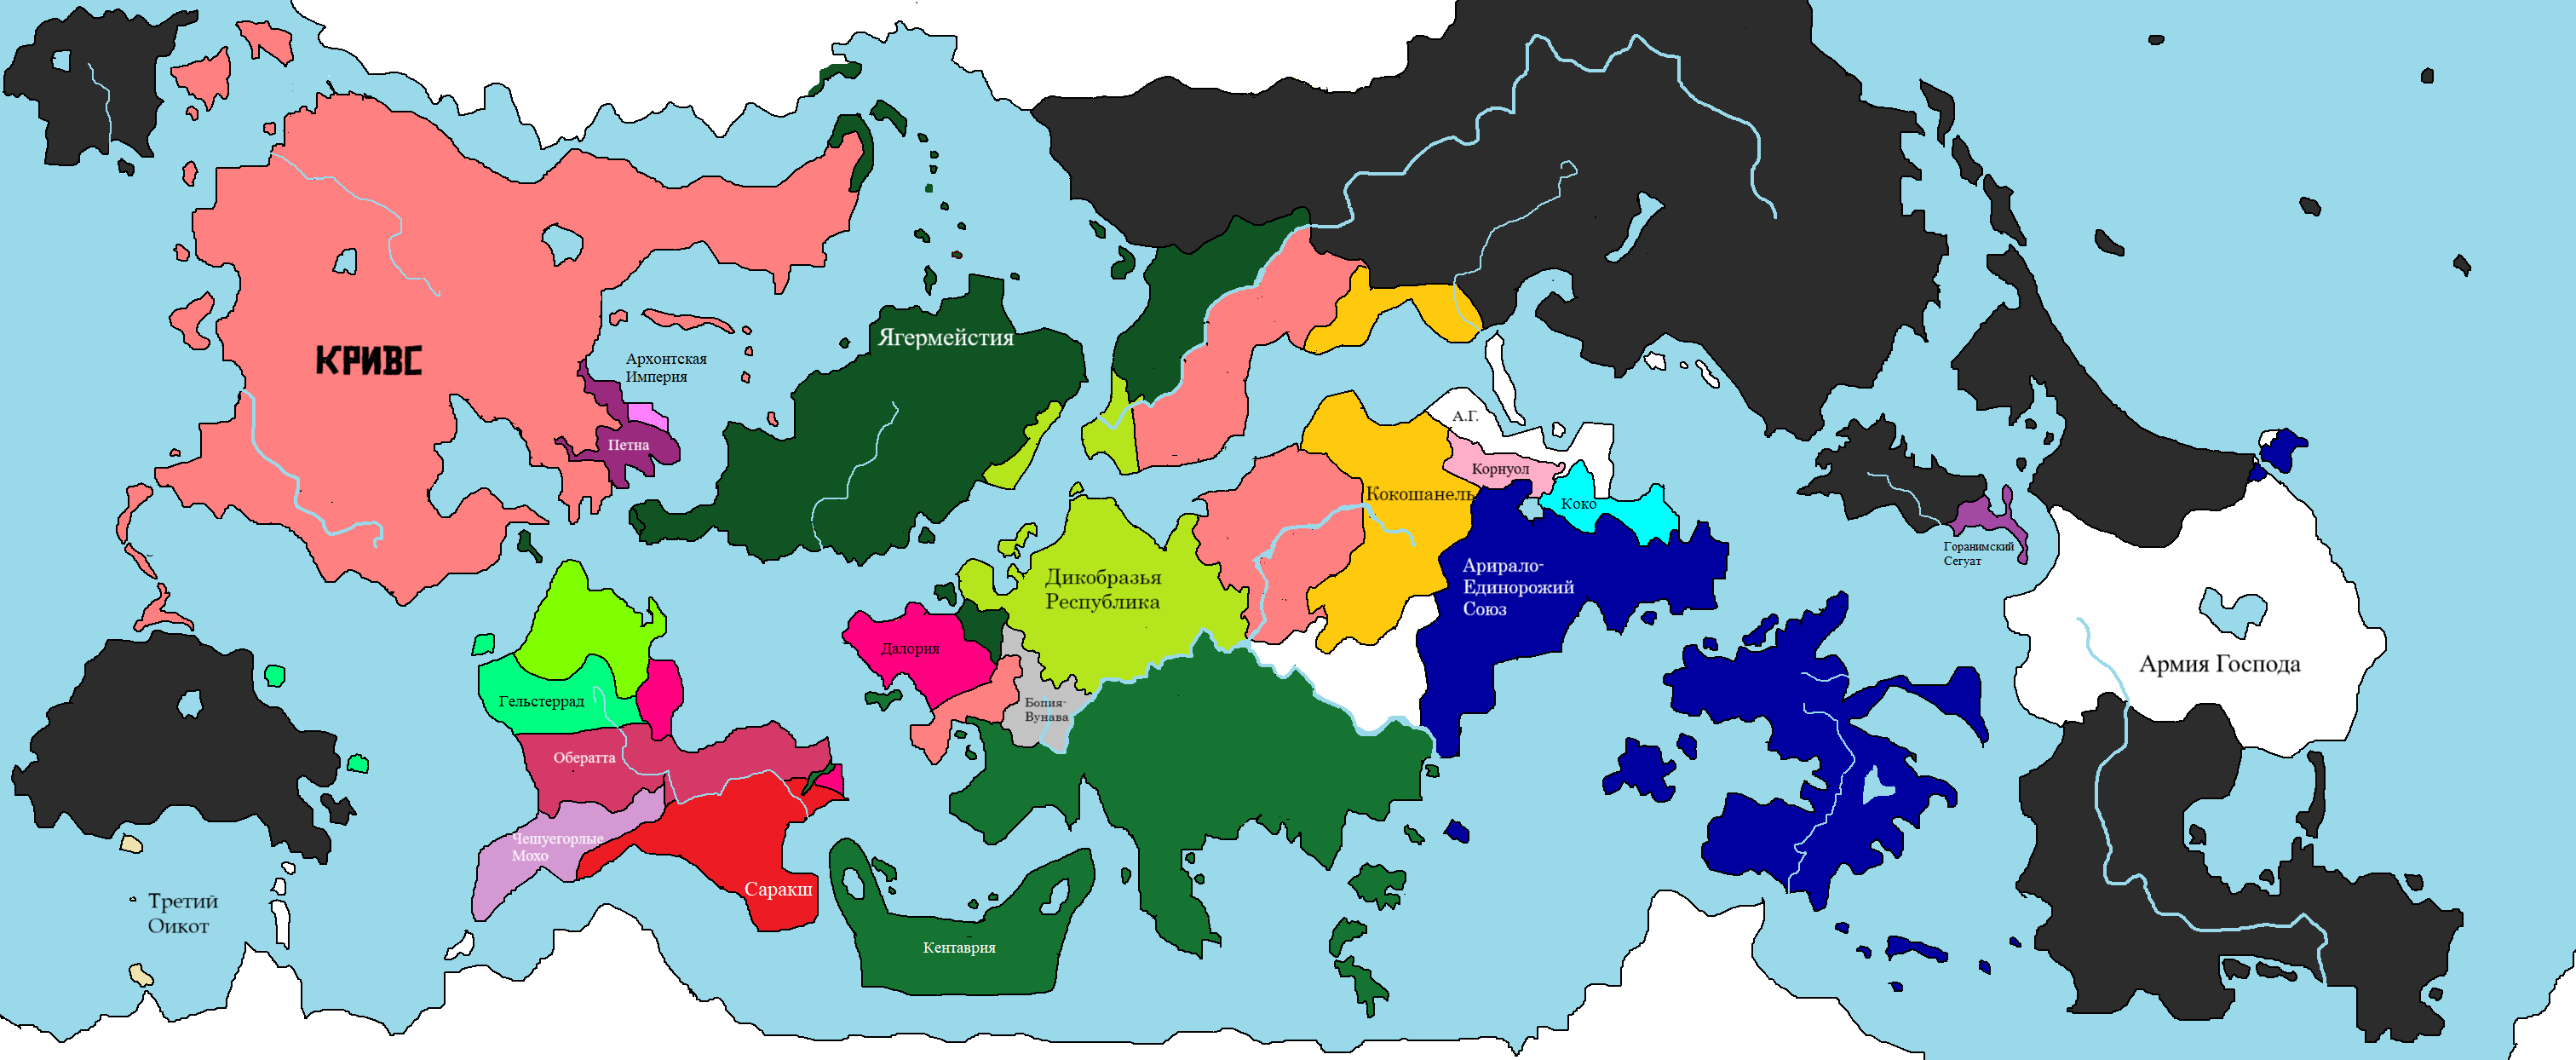 КРИВС
Архонтская
Империя
Петна
Ягермейстия
А.Г.
Корнуол
Кокошанель
Коко
Арирало-
Единорожий
Союз
Горанимский
Сегуат
Дикобразья
Республика
Далория
Бопия-
Вунава
Армия Господа
Гельстеррад
Обератта
Чешуегорлые
Мохо
Саракш
Кентаврия
Третий
Оикот